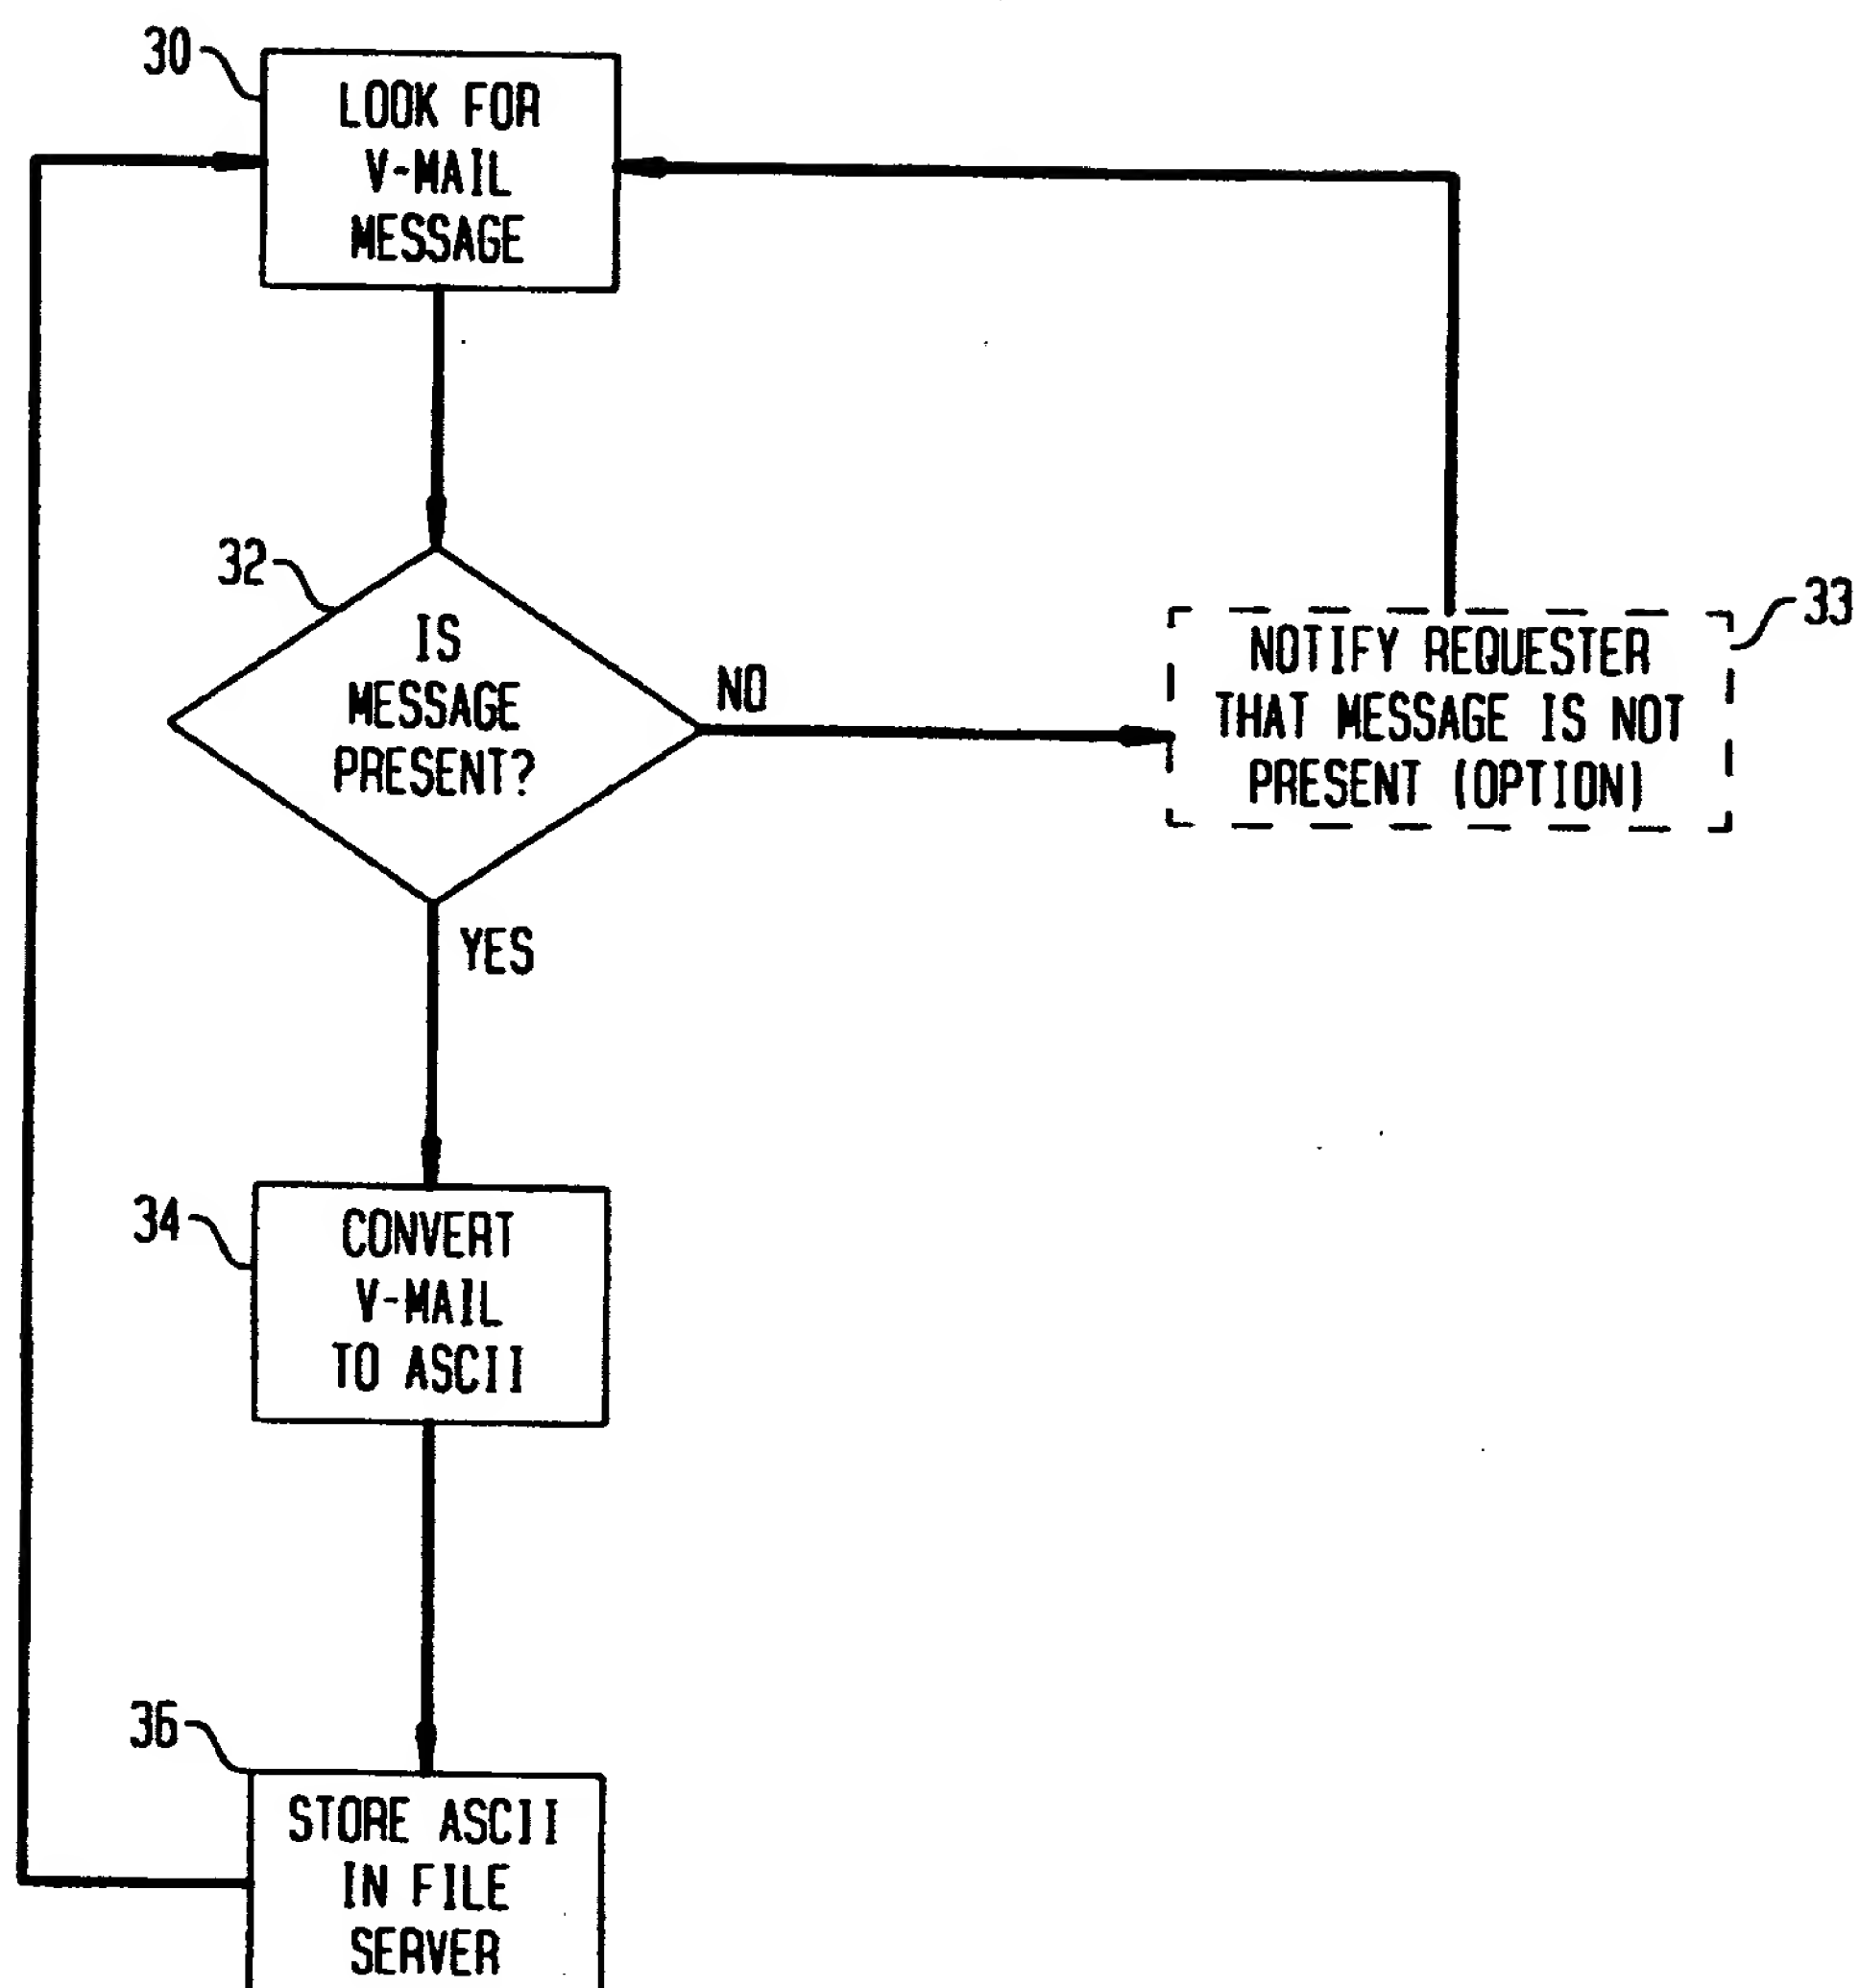 30
LOOK FOR
V-MAIL
MESSAGE
32
IS
MESSAGE
PRESENT?
NO
33
NOTIFY REQUESTER
THAT MESSAGE IS NOT
PRESENT (OPTION)
YES
34
CONVERT
V-MAIL
TO ASCII
36
STORE ASCII
IN FILE
SERVER